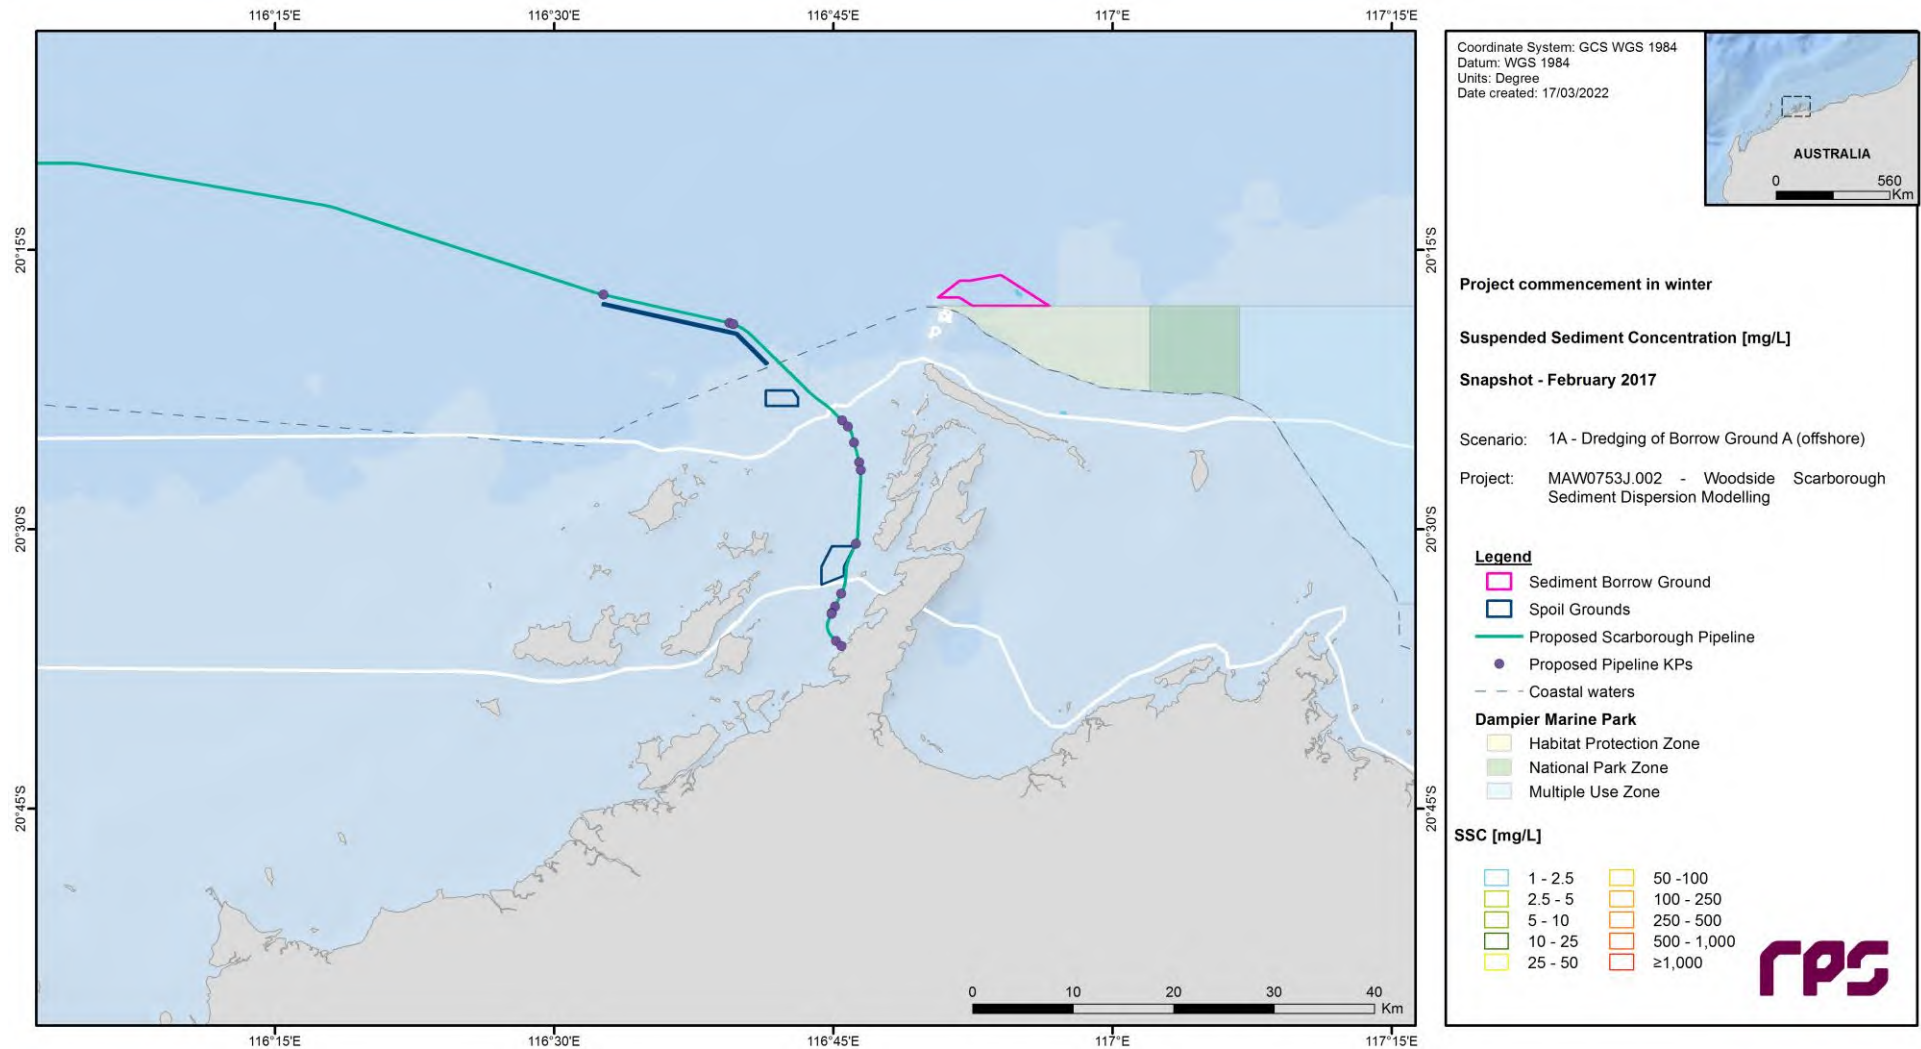 116°15'E
116°30'E
116°45'E
117°E
117°15'E
20°15'S
20°15'S
20°30'S
20°30'S
20°45'S
20°45'S
0 10 20 30 40
Km
116°15'E
116°30'E
116°45'E
117°E
117°15'E
Coordinate System: GCS WGS 1984
Datum: WGS 1984
Units: Degree
Date created: 17/03/2022
AUSTRALIA
0 560
Km
Project commencement in winter
Suspended Sediment Concentration [mg/L]
Snapshot - February 2017
Scenario: 1A - Dredging of Borrow Ground A (offshore)
Project: MAW0753J.002 - Woodside Scarborough
Sediment Dispersion Modelling
Legend
Sediment Borrow Ground
Spoil Grounds
Proposed Scarborough Pipeline
Proposed Pipeline KPs
Coastal waters
Dampier Marine Park
Habitat Protection Zone
National Park Zone
Multiple Use Zone
SSC [mg/L]
1 - 2.5 50 -100
2.5 - 5 100 - 250
5 - 10 250 - 500
10 - 25 500 - 1,000
25 - 50 ≥1,000
rps